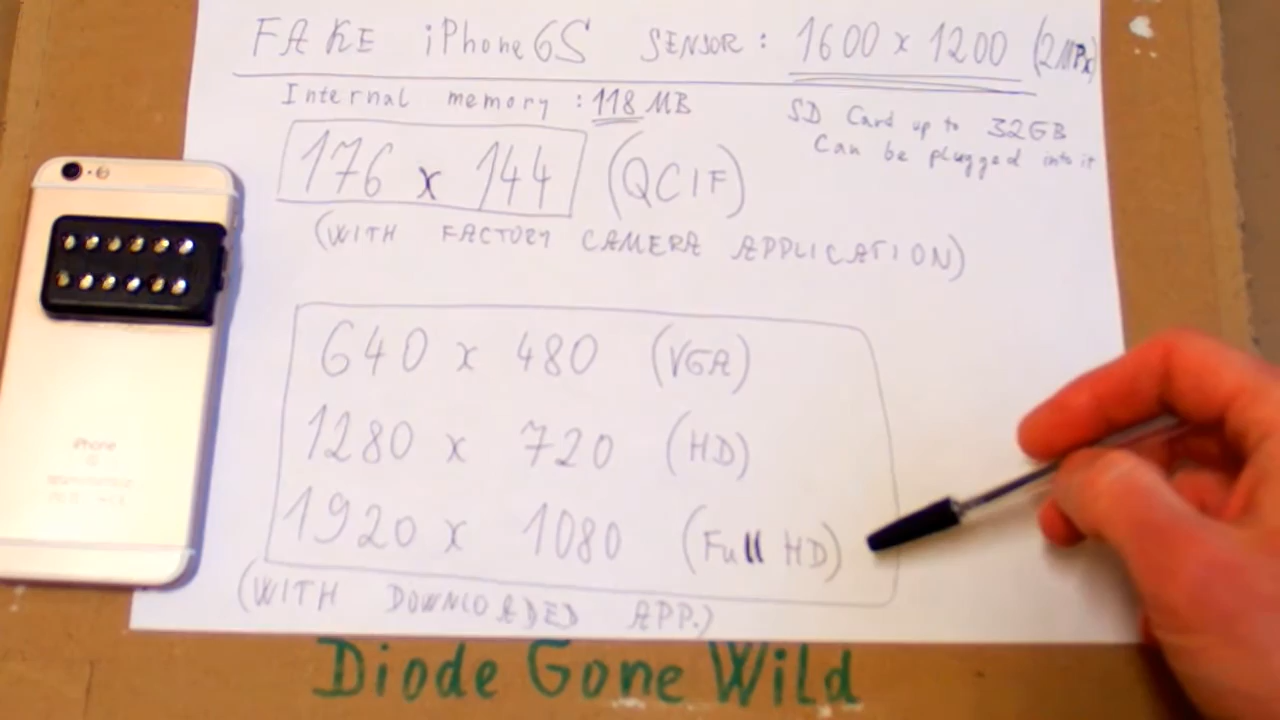 FAKE iPhone6S SENSOR: 1600 x 1200 (2MPx)
Internal memory: 118 MB
SD Card up to 32GB
Can be plugged into it
176 x 144 (QCIF)
(WITH FACTORY CAMERA APPLICATION)
640 x 480 (VGA)
1280 x 720 (HD)
1920 x 1080 (Full HD)
(WITH DOWNLOADED APP.)
iPhone
Diode Gone Wild